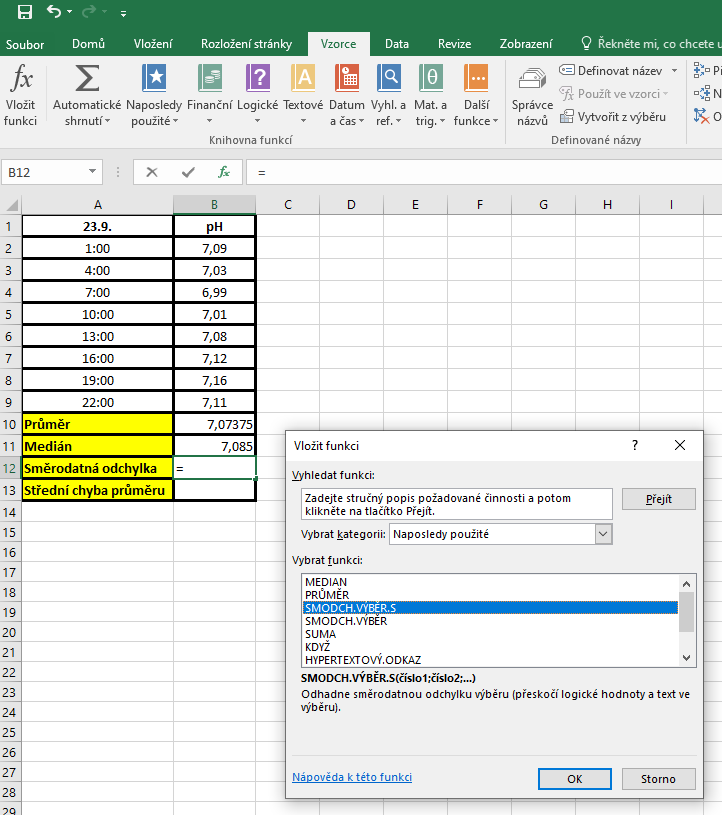 Soubor Domů Vložení Rozložení stránky Vzorce Data Revize Zobrazení Řekněte mi, co chcete u
fx Σ ? A θ
Vložit funkci
Automatické shrnutí
Naposledy použité
Finanční
Logické
Textové
Datum a čas
Vyhl. a ref.
Mat. a trig.
Další funkce
Knihovna funkcí
Správce názvů
Definovat název
Použít ve vzorci
Vytvořit z výběru
Definované názvy
B12 fx =
A B C D E F G H I
1 23.9. pH
2 1:00 7,09
3 4:00 7,03
4 7:00 6,99
5 10:00 7,01
6 13:00 7,08
7 16:00 7,12
8 19:00 7,16
9 22:00 7,11
10 Průměr 7,07375
11 Medián 7,085
12 Směrodatná odchylka =
13 Střední chyba průměru
14
15
16
17
18
19
20
21
22
23
24
25
26
27
28
29
Vložit funkci ?
Vyhledat funkci:
Zadejte stručný popis požadované činnosti a potom
klikněte na tlačítko Přejít.
Přejít
Vybrat kategorii: Naposledy použité
Vybrat funkci:
MEDIAN
PRŮMĚR
SMODCH.VÝBĚR.S
SMODCH.VÝBĚR
SUMA
KDYŽ
HYPERTEXTOVÝ.ODKAZ
SMODCH.VÝBĚR.S(číslo1;číslo2;...)
Odhadne směrodatnou odchylku výběru (přeskočí logické hodnoty a text ve
výběru).
Nápověda k této funkci
OK Storno